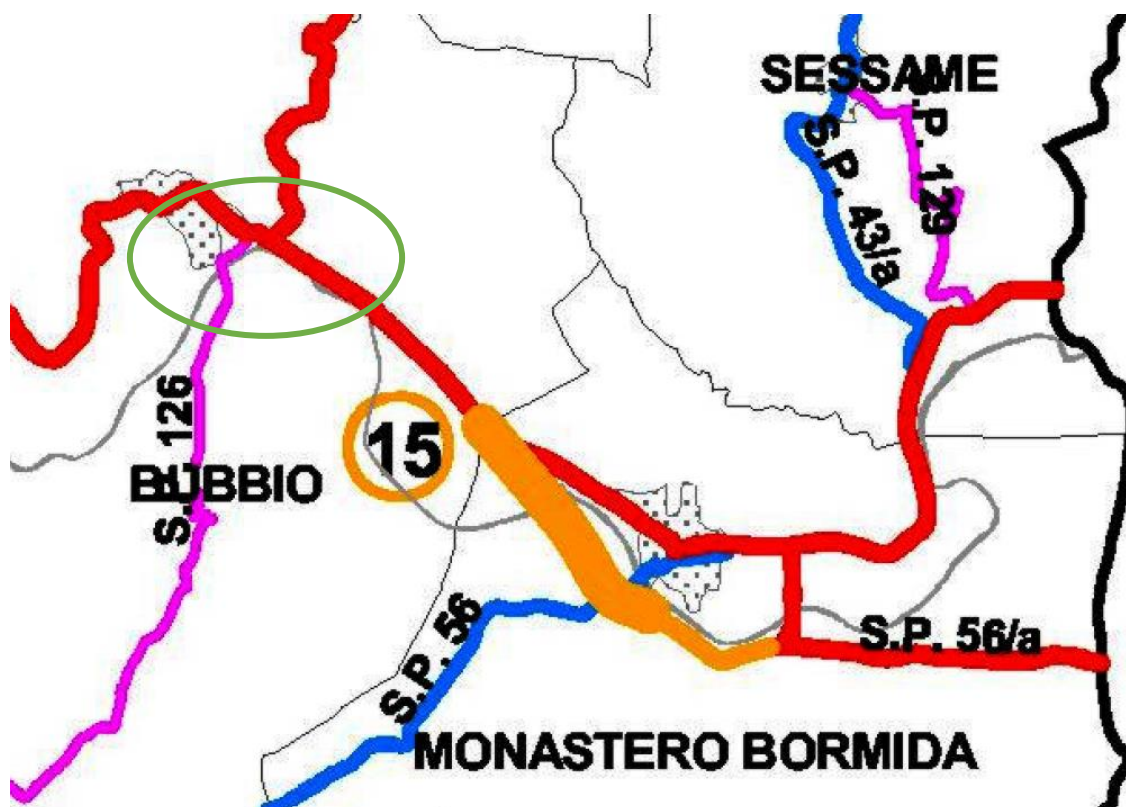 SESSAME
S.P. 129
S.P. 43/a
15
S.P. 126
BUBBIO
S.P. 56
S.P. 56/a
MONASTERO BORMIDA